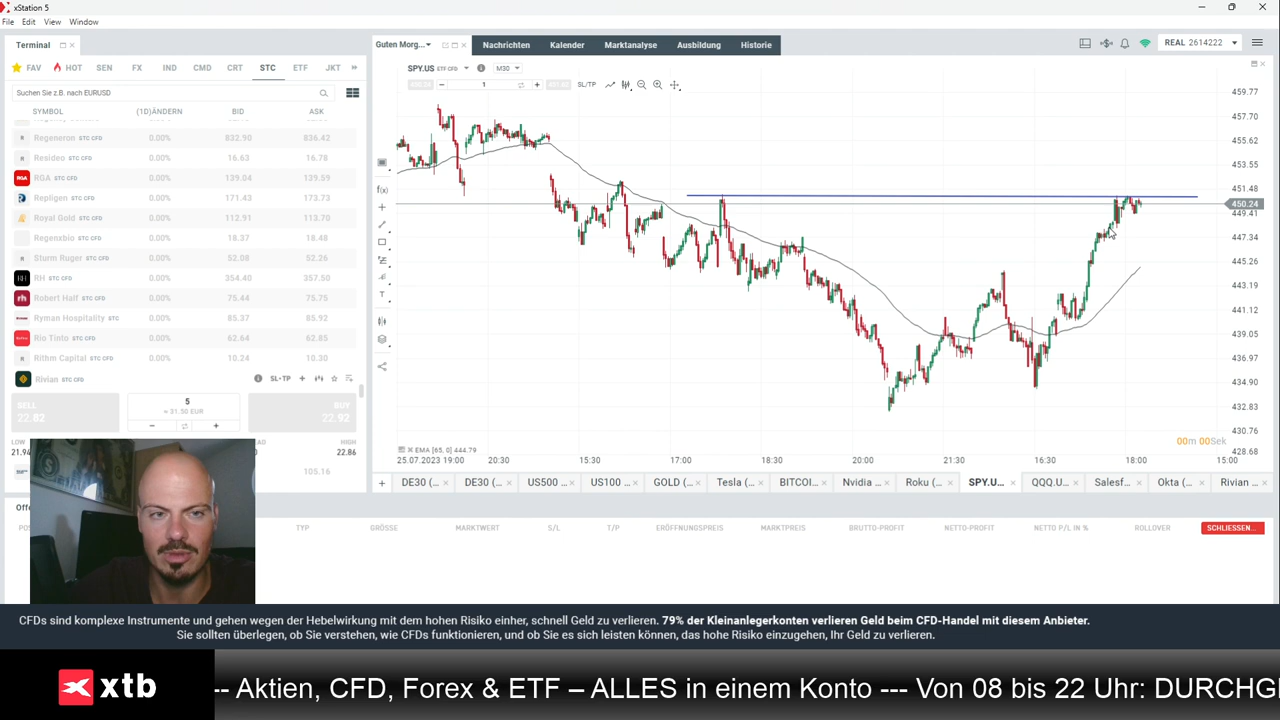 xStation 5
File Edit View Window
Terminal
FAV HOT SEN FX IND CMD CRT STC ETF JKT
Suchen Sie z.B. nach EURUSD
SYMBOL (1D)ÄNDERN BID ASK
Regeneron STC CFD 0.00% 832.90 836.42
Resideo STC CFD 0.00% 16.63 16.78
RGA STC CFD 0.00% 139.04 139.59
Repligen STC CFD 0.00% 171.43 173.73
Royal Gold STC CFD 0.00% 112.91 113.70
Regenxbio STC CFD 0.00% 18.37 18.48
Sturm Ruger STC CFD 0.00% 52.08 52.26
RH STC CFD 0.00% 354.40 357.50
Robert Half STC CFD 0.00% 75.44 75.75
Ryman Hospitality STC 0.00% 85.37 85.92
Rio Tinto STC CFD 0.00% 62.64 62.85
Rithm Capital STC CFD 0.00% 10.24 10.30
Rivian STC CFD SL-TP
SELL 22.82
5
≈ 31.50 EUR
BUY 22.92
LOW
21.94
HIGH
22.86
105.16
Guten Morg... Nachrichten Kalender Marktanalyse Ausbildung Historie
REAL 2614222
SPY.US ETF CFD M30
1 SL/TP
459.77
457.70
455.62
453.55
451.48
450.24
449.41
447.34
445.26
443.19
441.12
439.05
436.97
434.90
432.83
430.76
428.68
00m 00Sek
EMA [65, 0] 444.79
25.07.2023 19:00 20:30 15:30 17:00 18:30 20:00 21:30 16:30 18:00 15:00
DE30 (... DE30 (... US500 ... US100 ... GOLD (... Tesla (... BITCOI... Nvidia ... Roku (... SPY.U... QQQ.U... Salesf... Okta (... Rivian ...
TYP GRÖSSE MARKTWERT S/L T/P ERÖFFNUNGSPREIS MARKTPREIS BRUTTO-PROFIT NETTO-PROFIT NETTO P/L IN % ROLLOVER SCHLIESSEN...
CFDs sind komplexe Instrumente und gehen wegen der Hebelwirkung mit dem hohen Risiko einher, schnell Geld zu verlieren. 79% der Kleinanlegerkonten verlieren Geld beim CFD-Handel mit diesem Anbieter.
Sie sollten überlegen, ob Sie verstehen, wie CFDs funktionieren, und ob Sie es sich leisten können, das hohe Risiko einzugehen, Ihr Geld zu verlieren.
xtb
-- Aktien, CFD, Forex & ETF – ALLES in einem Konto --- Von 08 bis 22 Uhr: DURCHG